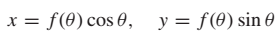 x = f(θ) cos θ,   y = f(θ) sin θ